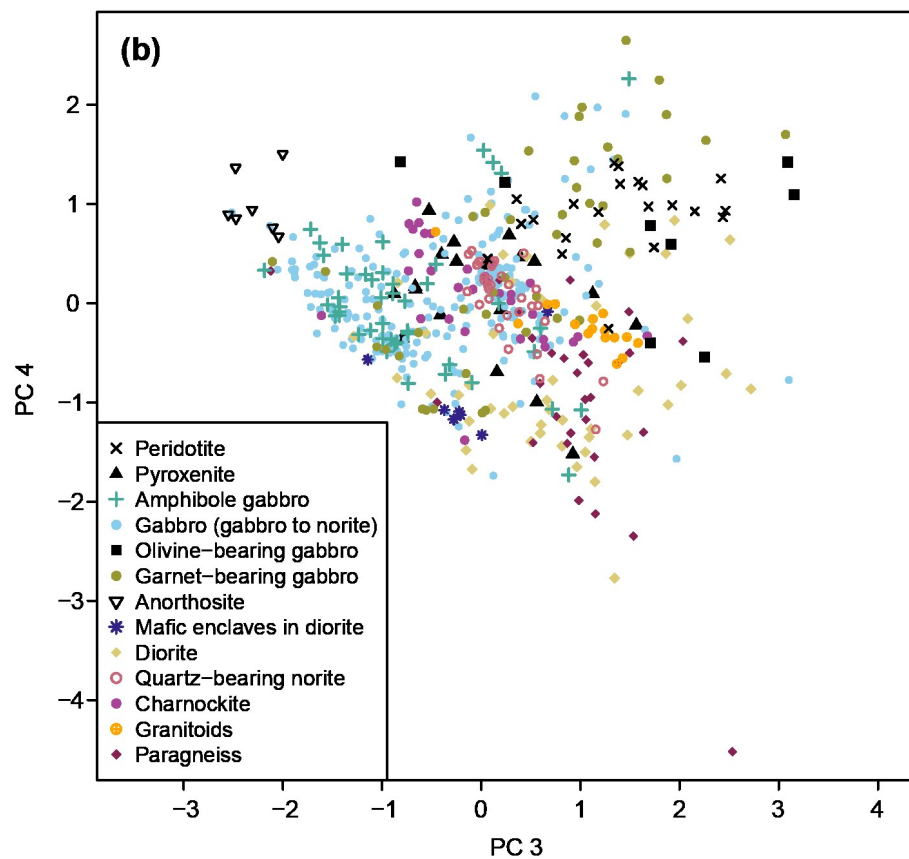 (b)
2
1
0
−1
−2
−3
−4
PC 4
Peridotite
Pyroxenite
Amphibole gabbro
Gabbro (gabbro to norite)
Olivine−bearing gabbro
Garnet−bearing gabbro
Anorthosite
Mafic enclaves in diorite
Diorite
Quartz−bearing norite
Charnockite
Granitoids
Paragneiss
−3 −2 −1 0 1 2 3 4
PC 3